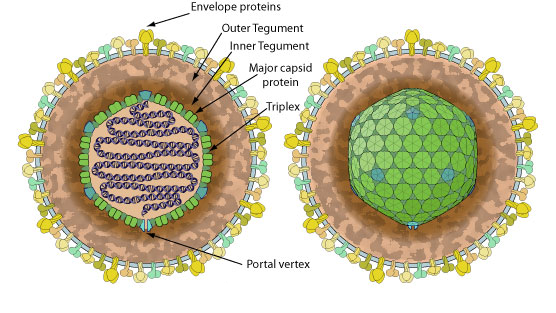 Envelope proteins
Outer Tegument
Inner Tegument
Major capsid
protein
Triplex
Portal vertex